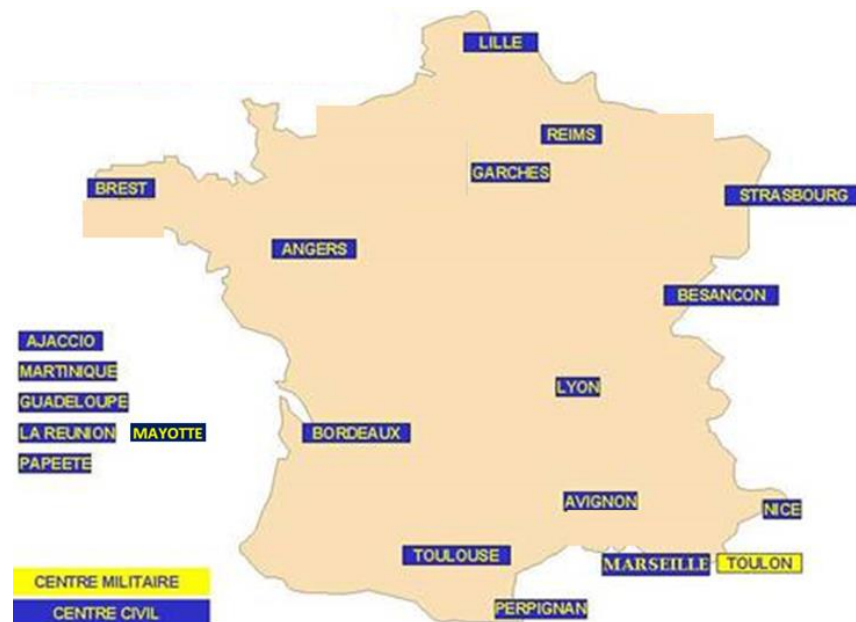 LILLE
REIMS
GARCHES
BREST
STRASBOURG
ANGERS
BESANCON
AJACCIO
MARTINIQUE
LYON
GUADELOUPE
LA REUNION MAYOTTE
BORDEAUX
PAPEETE
AVIGNON
NICE
TOULOUSE
MARSEILLE TOULON
CENTRE MILITAIRE
PERPIGNAN
CENTRE CIVIL